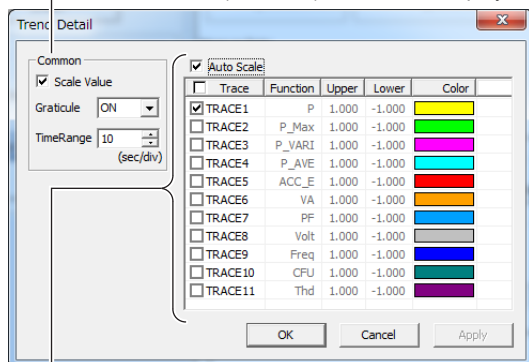 Trend Detail
Common
Scale Value
Graticule ON
TimeRange 10
(sec/div)
Auto Scale
Trace Function Upper Lower Color
TRACE1 P 1.000 -1.000
TRACE2 P_Max 1.000 -1.000
TRACE3 P_VARI 1.000 -1.000
TRACE4 P_AVE 1.000 -1.000
TRACE5 ACC_E 1.000 -1.000
TRACE6 VA 1.000 -1.000
TRACE7 PF 1.000 -1.000
TRACE8 Volt 1.000 -1.000
TRACE9 Freq 1.000 -1.000
TRACE10 CFU 1.000 -1.000
TRACE11 Thd 1.000 -1.000
OK Cancel Apply